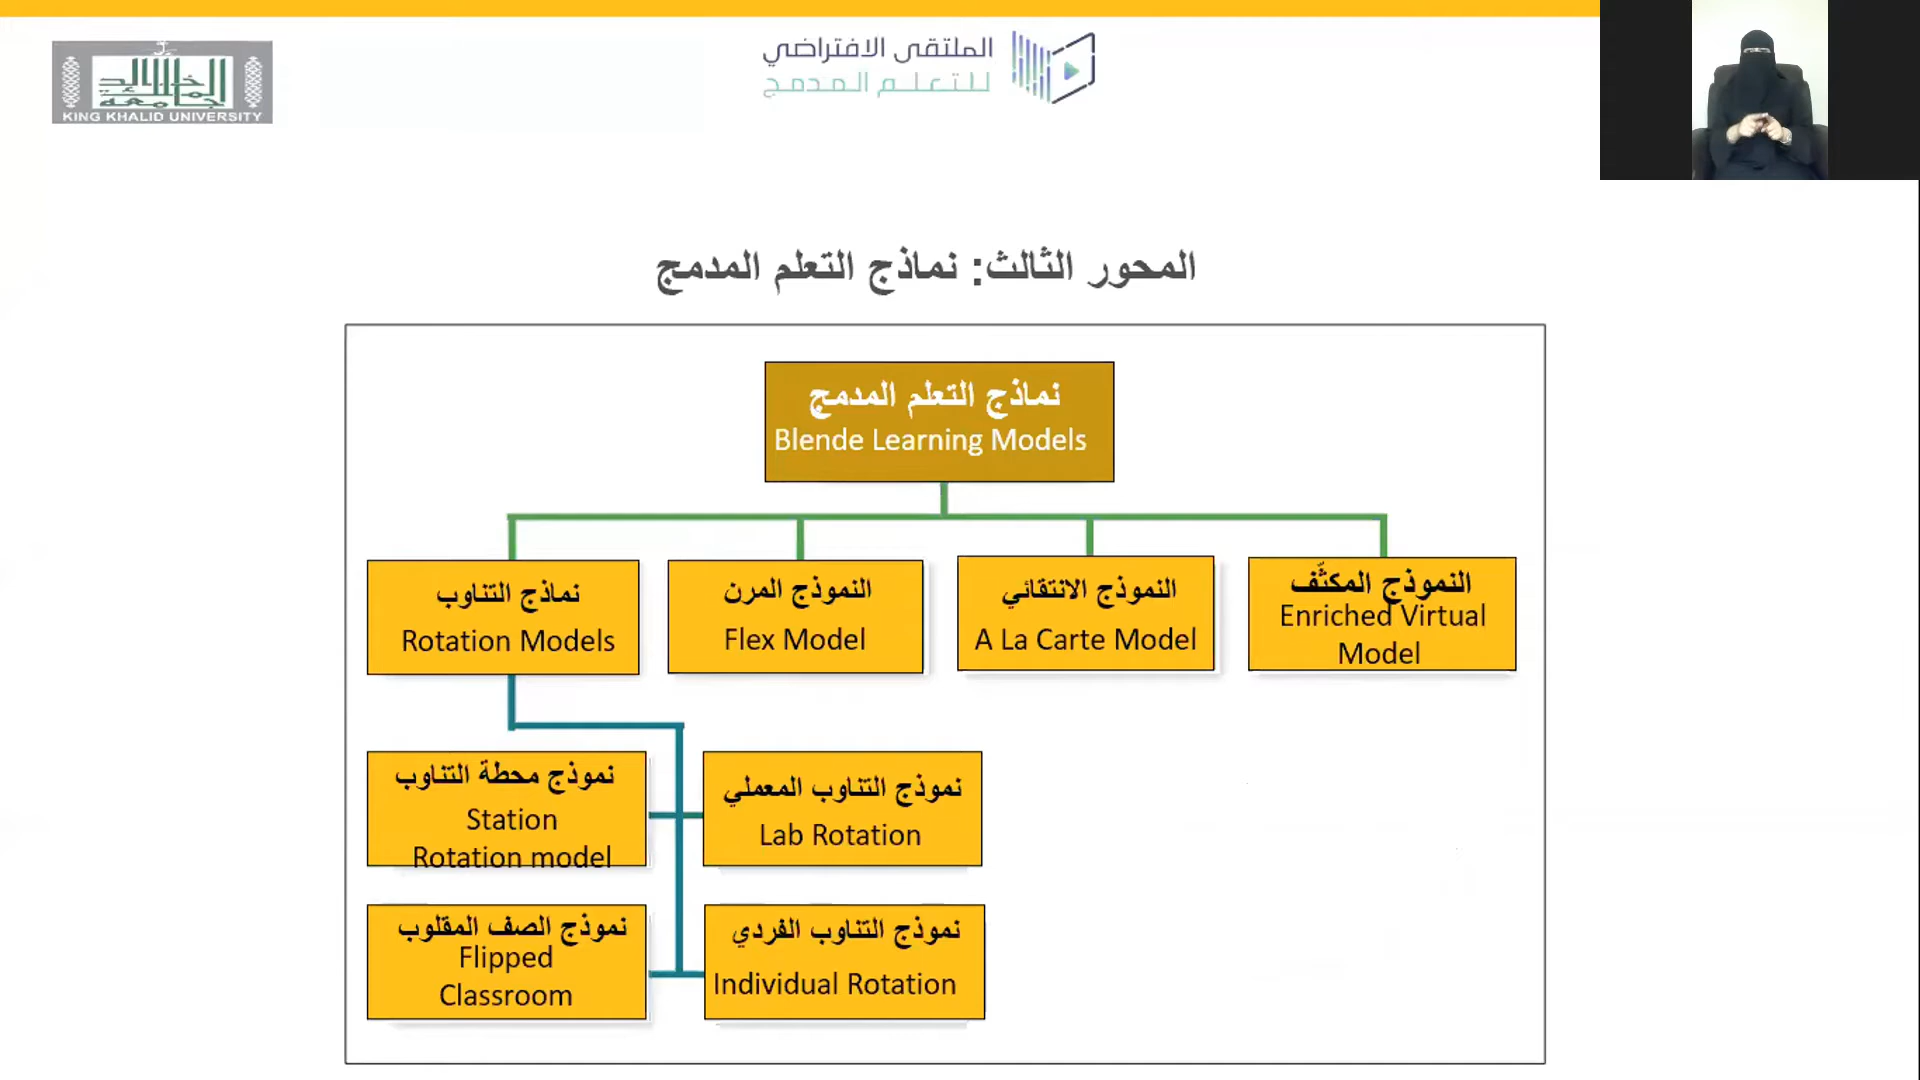 الملتقى الافتراضي
للتعلم المدمج
جامعة
الملك خالد
KING KHALID UNIVERSITY
المحور الثالث: نماذج التعلم المدمج
نماذج التعلم المدمج
Blende Learning Models
نماذج التناوب
Rotation Models
النموذج المرن
Flex Model
النموذج الانتقائي
A La Carte Model
النموذج المكثّف
Enriched Virtual
Model
نموذج محطة التناوب
Station
Rotation model
نموذج التناوب المعملي
Lab Rotation
نموذج الصف المقلوب
Flipped
Classroom
نموذج التناوب الفردي
Individual Rotation